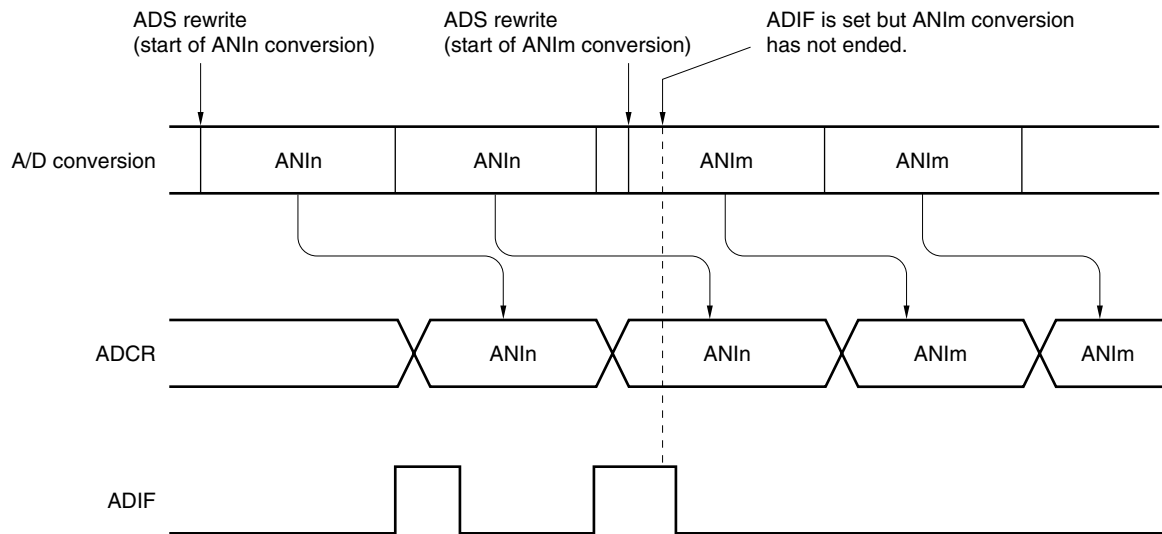 ADS rewrite
(start of ANIn conversion)
ADS rewrite
(start of ANIm conversion)
ADIF is set but ANIm conversion
has not ended.
A/D conversion
ANIn
ANIn
ANIm
ANIm
ADCR
ANIn
ANIn
ANIm
ANIm
ADIF